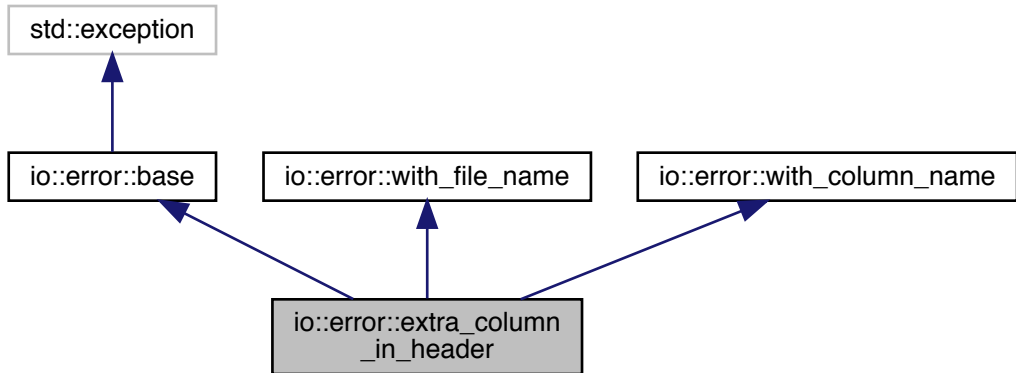 std::exception
io::error::base
io::error::with_file_name
io::error::with_column_name
io::error::extra_column
_in_header